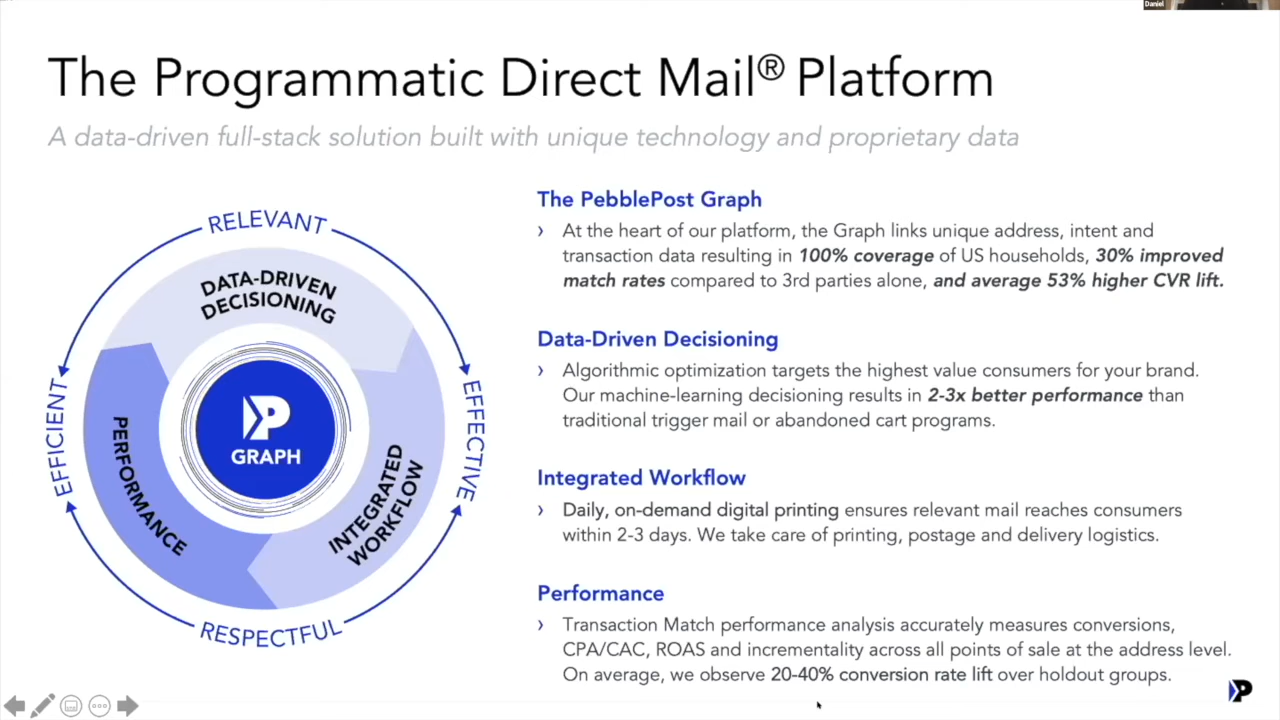 Daniel
The Programmatic Direct Mail® Platform
A data-driven full-stack solution built with unique technology and proprietary data
RELEVANT
DATA-DRIVEN
DECISIONING
EFFICIENT
EFFECTIVE
PERFORMANCE
GRAPH
INTEGRATED
WORKFLOW
RESPECTFUL
The PebblePost Graph
› At the heart of our platform, the Graph links unique address, intent and
transaction data resulting in 100% coverage of US households, 30% improved
match rates compared to 3rd parties alone, and average 53% higher CVR lift.
Data-Driven Decisioning
› Algorithmic optimization targets the highest value consumers for your brand.
Our machine-learning decisioning results in 2-3x better performance than
traditional trigger mail or abandoned cart programs.
Integrated Workflow
› Daily, on-demand digital printing ensures relevant mail reaches consumers
within 2-3 days. We take care of printing, postage and delivery logistics.
Performance
› Transaction Match performance analysis accurately measures conversions,
CPA/CAC, ROAS and incrementality across all points of sale at the address level.
On average, we observe 20-40% conversion rate lift over holdout groups.